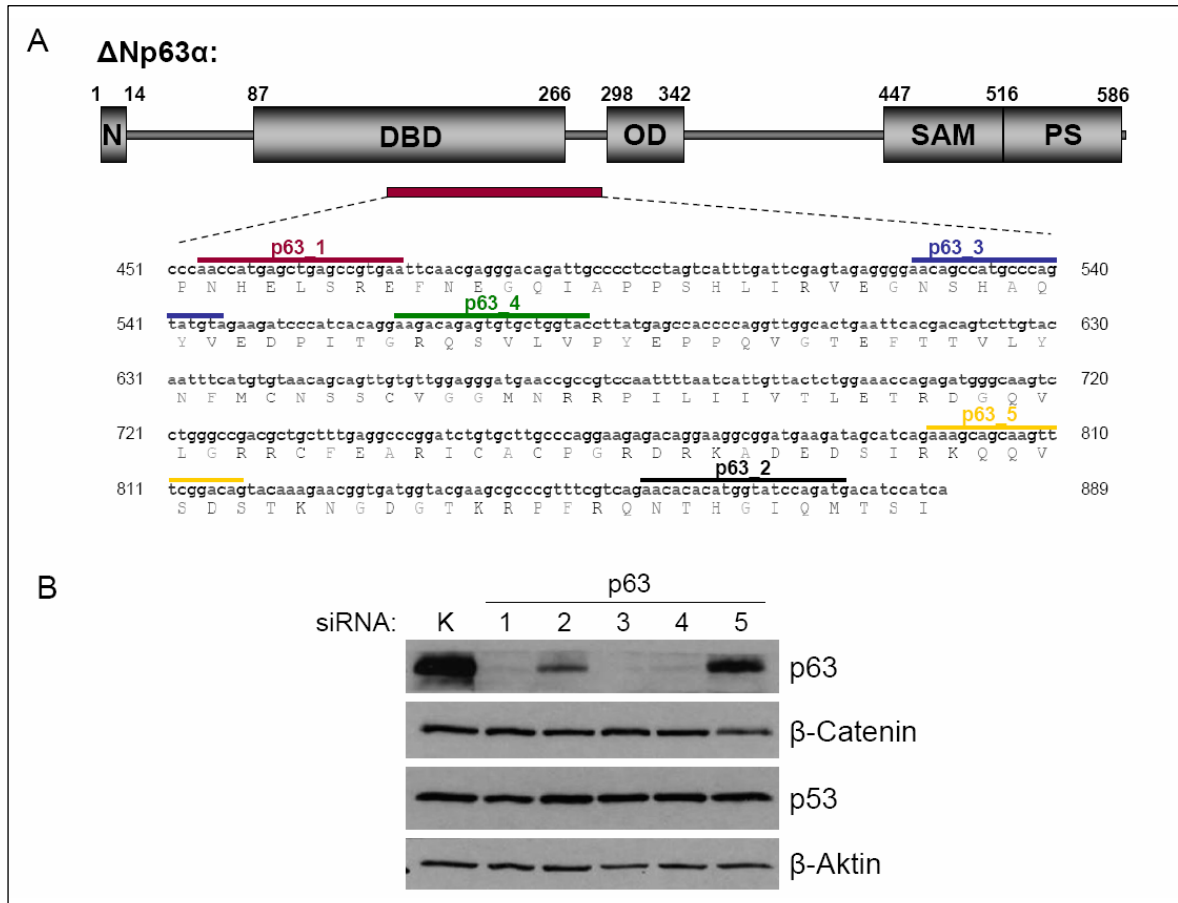 A
ΔNp63α:
1 14 87 266 298 342 447 516 586
N DBD OD SAM PS
p63_1 p63_3
451 cccaaccatgagctgagccgtgaattcaacgagggacagattgcccctcctagtcatttgattcgagtagaggggaacagccatgcccag 540
P N H E L S R E F N E G Q I A P P S H L I R V E G N S H A Q
p63_4
541 tatgtagaagatcccatcacaggaagacagagtgtgctggtaccttatgagccaccccaggttggcactgaattcacgacagtcttgtac 630
Y V E D P I T G R Q S V L V P Y E P P Q V G T E F T T V L Y
631 aatttcatgtgtaacagcagttgtgttggagggatgaaccgccgtccaattttaatcattgttactctggaaaccagagatgggcaagtc 720
N F M C N S S C V G G M N R R P I L I I V T L E T R D G Q V
p63_5
721 ctgggccgacgctgctttgaggcccggatctgtgcttgcccaggaagagacaggaaggcggatgaagatagcatcagaaagcagcaagtt 810
L G R R C F E A R I C A C P G R D R K A D E D S I R K Q Q V
p63_2
811 tcggacagtacaaagaacggtgatggtacgaagcgcccgtttcgtcagaacacacatggtatccagatgacatccatca 889
S D S T K N G D G T K R P F R Q N T H G I Q M T S I
B
p63
siRNA: K 1 2 3 4 5
p63
β-Catenin
p53
β-Aktin